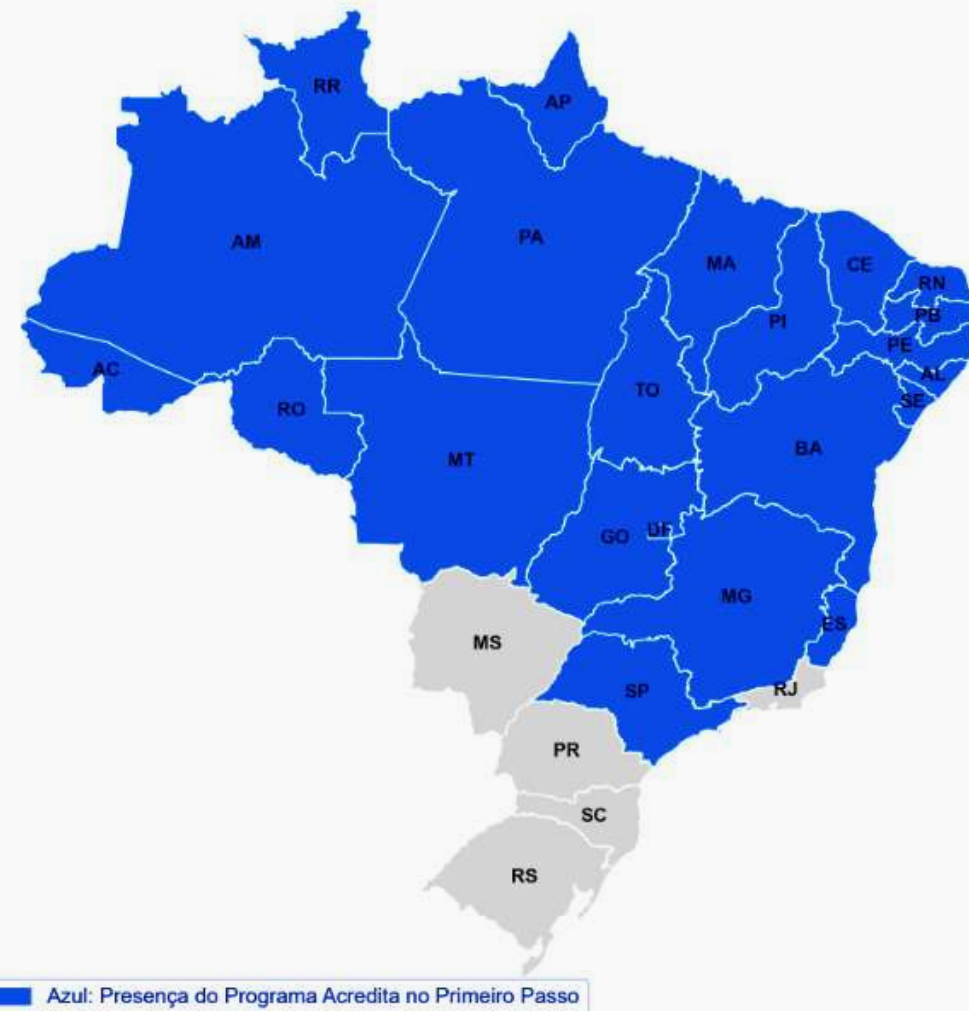 RR
AP
AM
PA
MA
CE
RN
PB
PI
PE
AC
AL
TO
SE
RO
BA
MT
GO
DF
MG
ES
MS
SP
RJ
PR
SC
RS
Azul: Presença do Programa Acredita no Primeiro Passo